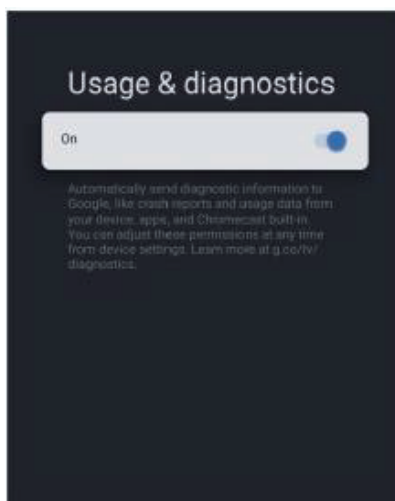 Usage & diagnostics
On
Automatically send diagnostic information to
Google, like crash reports and usage data from
your device, apps, and Chromecast built-in.
You can adjust these permissions at any time
from device settings. Learn more at g.co/tv/
diagnostics.